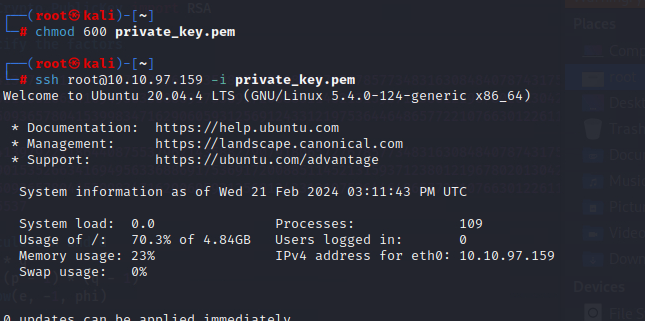 RSA
┌──(root㉿kali)-[~]
└─# chmod 600 private_key.pem
┌──(root㉿kali)-[~]
└─# ssh root@10.10.97.159 -i private_key.pem
Welcome to Ubuntu 20.04.4 LTS (GNU/Linux 5.4.0-124-generic x86_64)
* Documentation:  https://help.ubuntu.com
* Management:     https://landscape.canonical.com
* Support:        https://ubuntu.com/advantage
System information as of Wed 21 Feb 2024 03:11:43 PM UTC
System load:  0.0               Processes:             109
Usage of /:   70.3% of 4.84GB   Users logged in:       0
Memory usage: 23%               IPv4 address for eth0: 10.10.97.159
Swap usage:   0%
0 updates can be applied immediately
Places
Devices